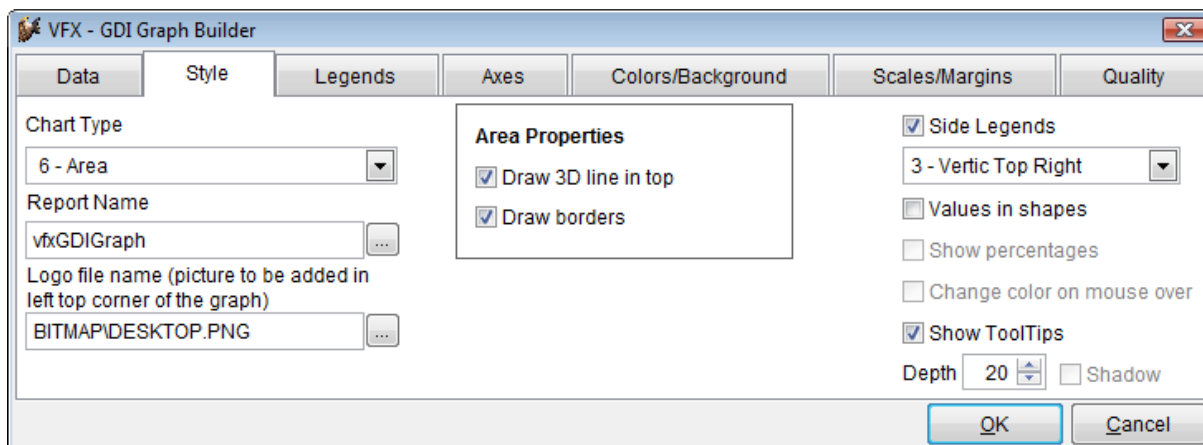 VFX - GDI Graph Builder
Data Style Legends Axes Colors/Background Scales/Margins Quality
Chart Type
6 - Area
Report Name
vfxGDIGraph
...
Logo file name (picture to be added in
left top corner of the graph)
BITMAP\DESKTOP.PNG
...
Area Properties
Draw 3D line in top
Draw borders
Side Legends
3 - Vertic Top Right
Values in shapes
Show percentages
Change color on mouse over
Show ToolTips
Depth 20 Shadow
OK Cancel